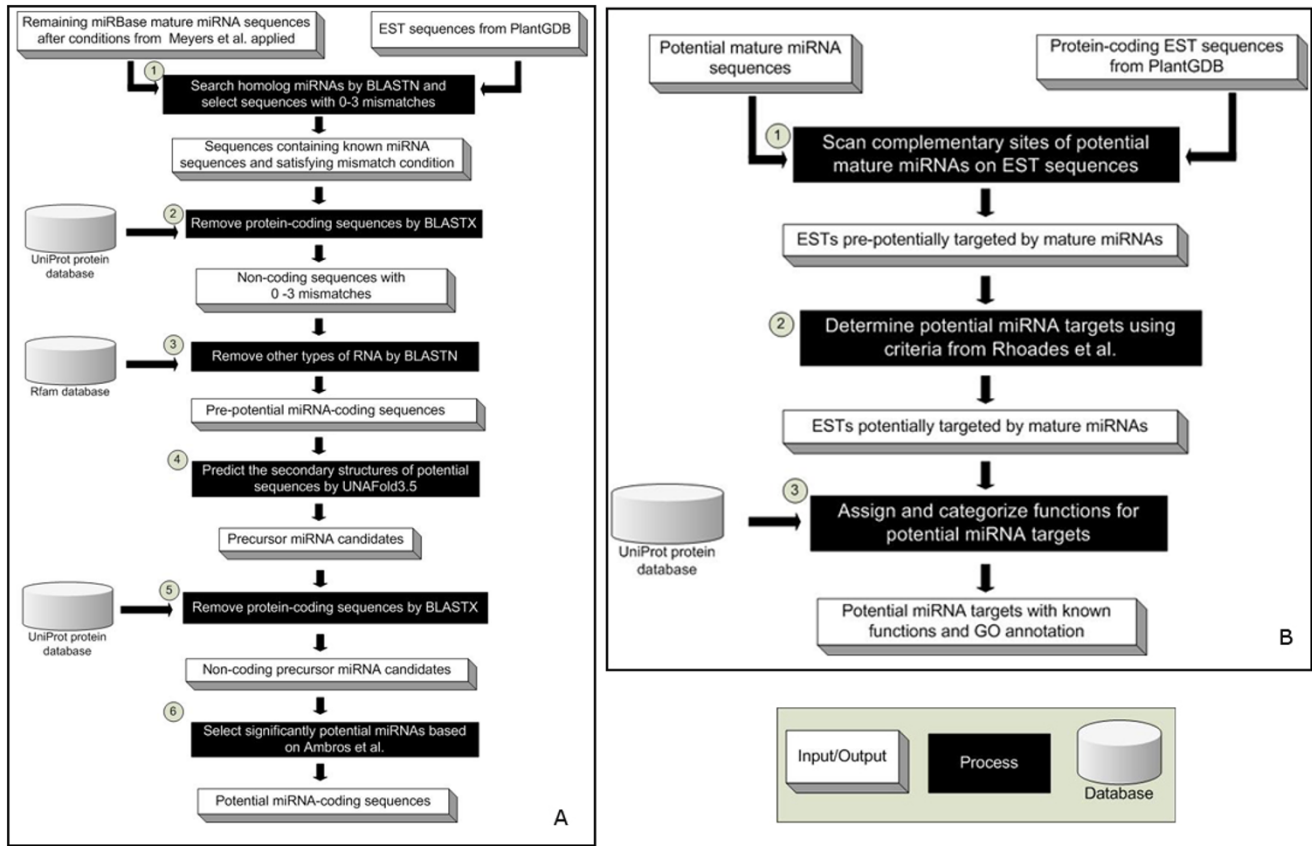 Remaining miRBase mature miRNA sequences
after conditions from Meyers et al. applied
EST sequences from PlantGDB
1
Search homolog miRNAs by BLASTN and
select sequences with 0-3 mismatches
Sequences containing known miRNA
sequences and satisfying mismatch condition
2
Remove protein-coding sequences by BLASTX
UniProt protein
database
Non-coding sequences with
0 -3 mismatches
3
Remove other types of RNA by BLASTN
Rfam database
Pre-potential miRNA-coding sequences
4
Predict the secondary structures of potential
sequences by UNAFold3.5
Precursor miRNA candidates
5
Remove protein-coding sequences by BLASTX
UniProt protein
database
Non-coding precursor miRNA candidates
6
Select significantly potential miRNAs based
on Ambros et al.
Potential miRNA-coding sequences
A
Potential mature miRNA
sequences
Protein-coding EST sequences
from PlantGDB
1
Scan complementary sites of potential
mature miRNAs on EST sequences
ESTs pre-potentially targeted by mature miRNAs
2
Determine potential miRNA targets using
criteria from Rhoades et al.
ESTs potentially targeted by mature miRNAs
3
Assign and categorize functions for
potential miRNA targets
UniProt protein
database
Potential miRNA targets with known
functions and GO annotation
B
Input/Output
Process
Database